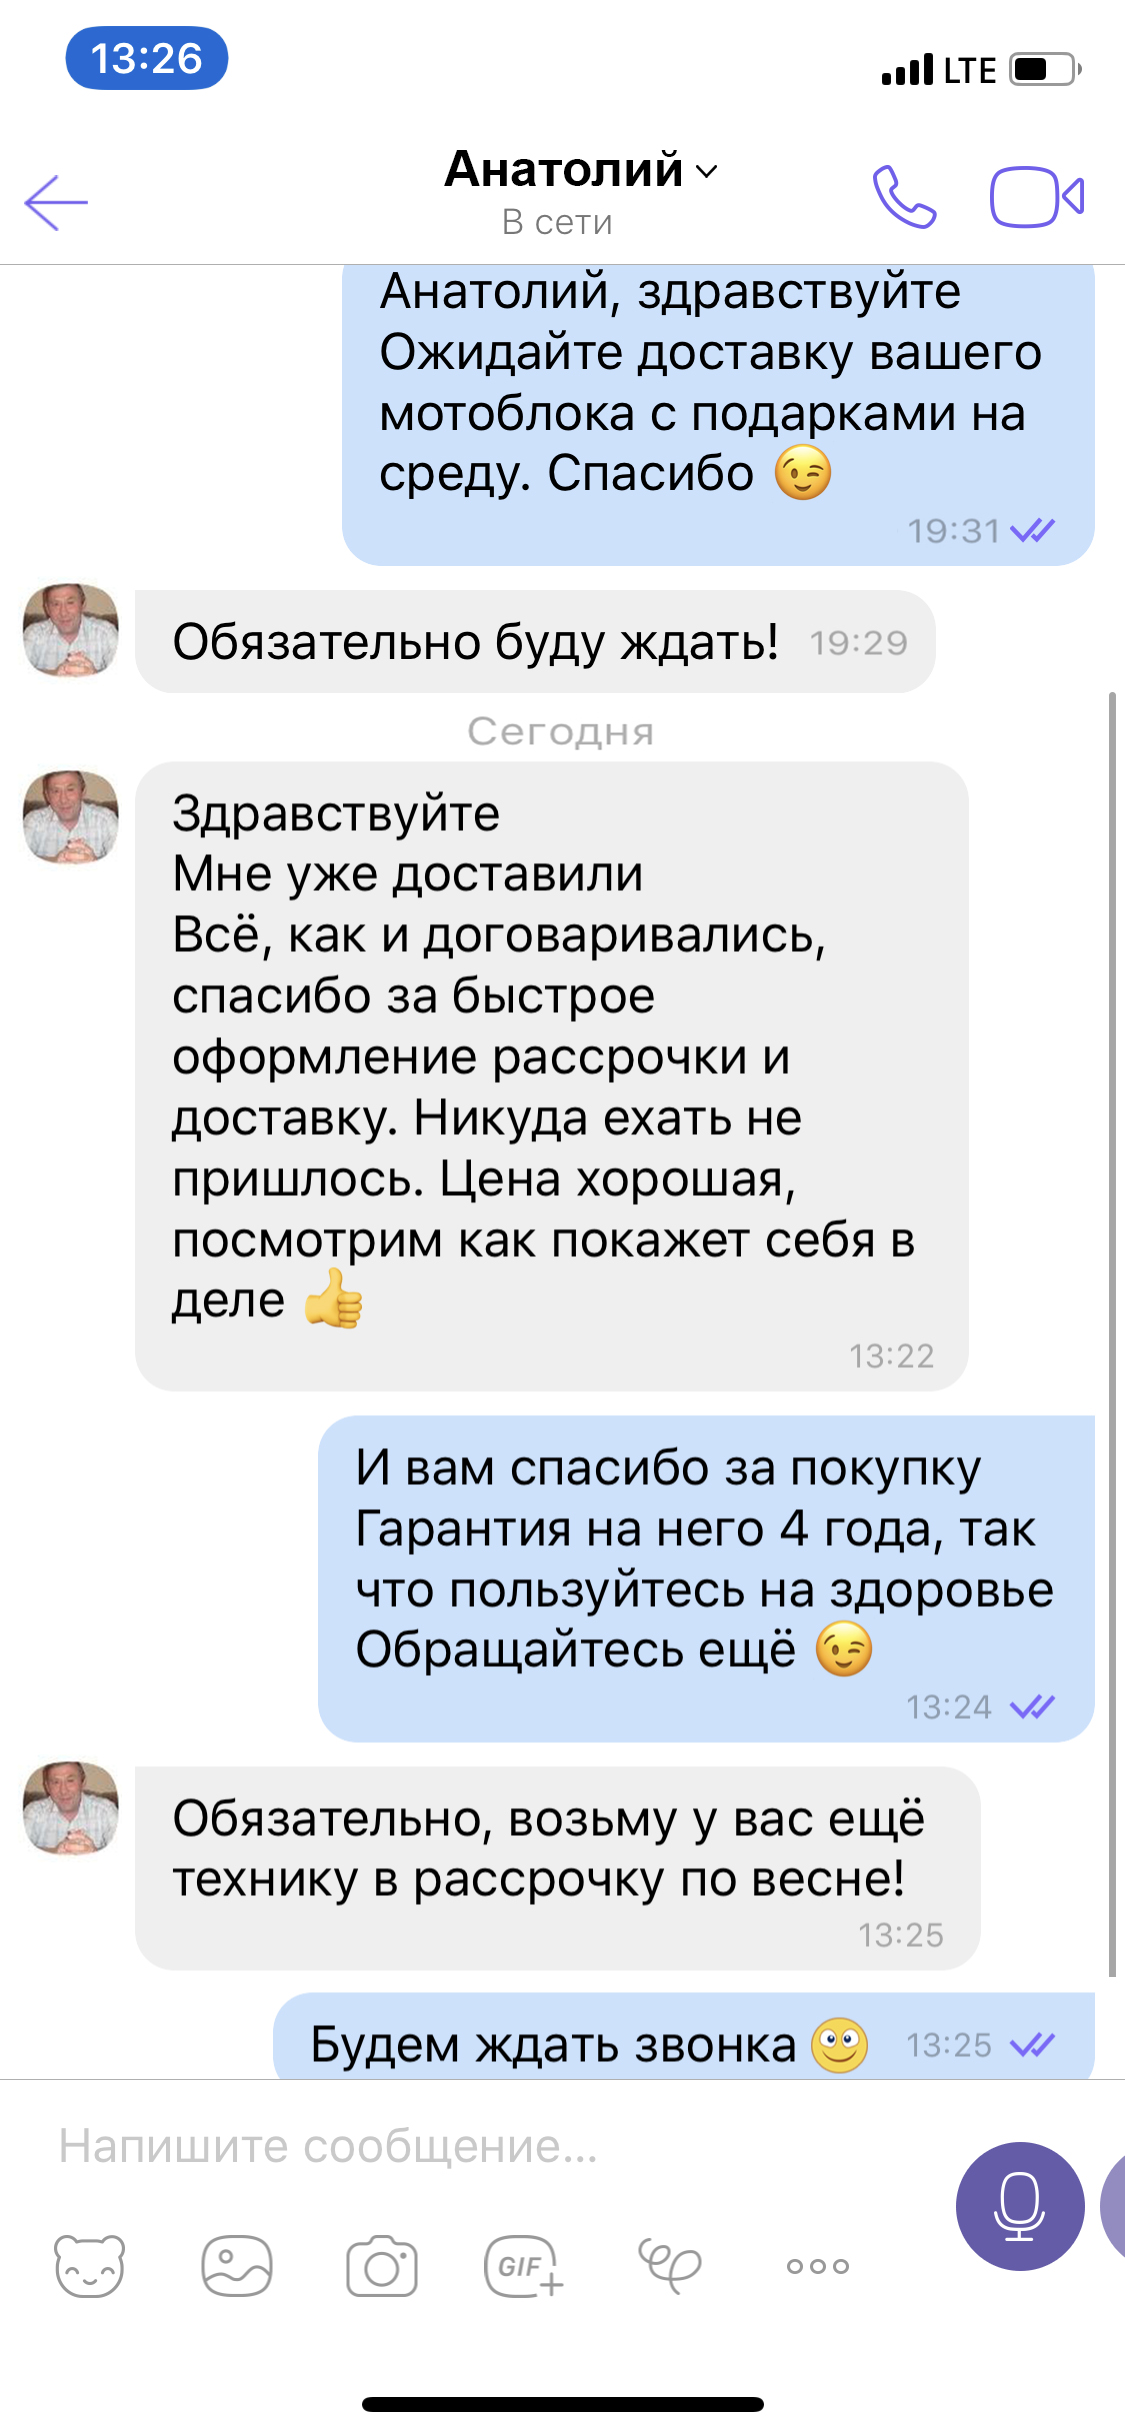 13:26
LTE
Анатолий
В сети
Анатолий, здравствуйте
Ожидайте доставку вашего
мотоблока с подарками на
среду. Спасибо 😉
19:31
Обязательно буду ждать! 19:29
Сегодня
Здравствуйте
Мне уже доставили
Всё, как и договаривались,
спасибо за быстрое
оформление рассрочки и
доставку. Никуда ехать не
пришлось. Цена хорошая,
посмотрим как покажет себя в
деле 👍
13:22
И вам спасибо за покупку
Гарантия на него 4 года, так
что пользуйтесь на здоровье
Обращайтесь ещё 😉
13:24
Обязательно, возьму у вас ещё
технику в рассрочку по весне!
13:25
Будем ждать звонка 🙂 13:25
Напишите сообщение...
GIF